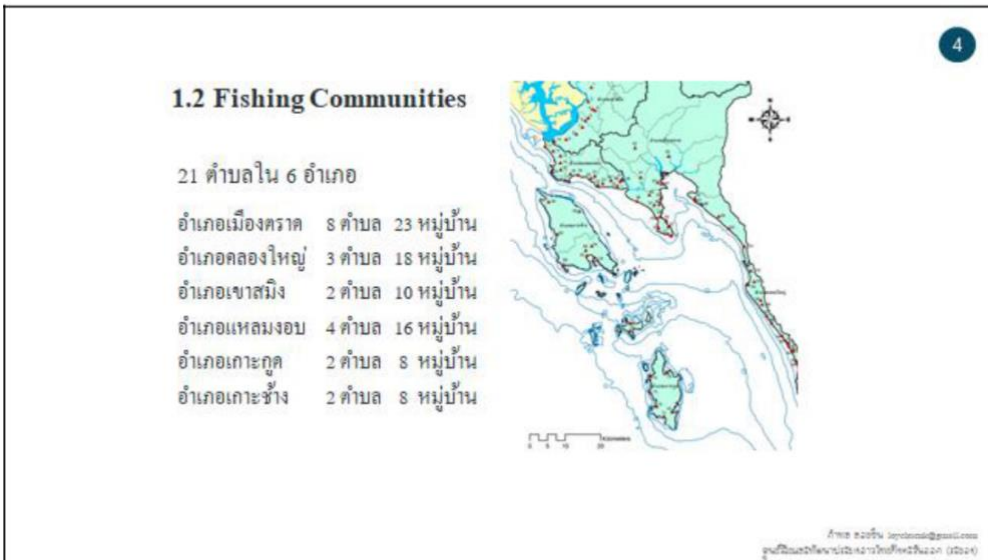 4
1.2 Fishing Communities
21 ตำบลใน 6 อำเภอ
อำเภอเมืองตราด 8 ตำบล 23 หมู่บ้าน
อำเภอคลองใหญ่ 3 ตำบล 18 หมู่บ้าน
อำเภอเขาสมิง 2 ตำบล 10 หมู่บ้าน
อำเภอแหลมงอบ 4 ตำบล 16 หมู่บ้าน
อำเภอเกาะกูด 2 ตำบล 8 หมู่บ้าน
อำเภอเกาะช้าง 2 ตำบล 8 หมู่บ้าน
Kilometers